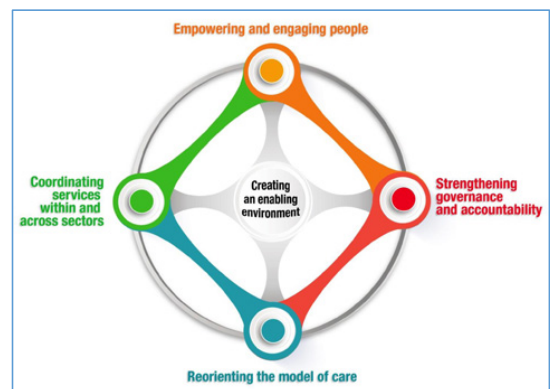 Empowering and engaging people
Coordinating
services
within and
across sectors
Creating
an enabling
environment
Strengthening
governance
and accountability
Reorienting the model of care